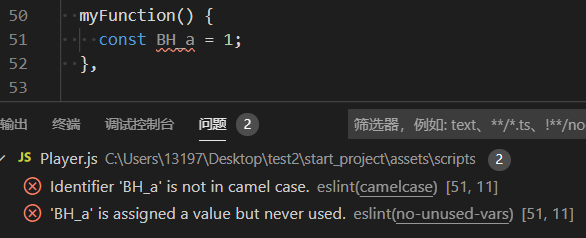 50 myFunction() {
51 const BH_a = 1;
52 },
53
输出 终端 调试控制台 问题 2 筛选器，例如: text、**/*.ts、!**/no
JS Player.js C:\Users\13197\Desktop\test2\start_project\assets\scripts 2
Identifier 'BH_a' is not in camel case. eslint(camelcase) [51, 11]
'BH_a' is assigned a value but never used. eslint(no-unused-vars) [51, 11]